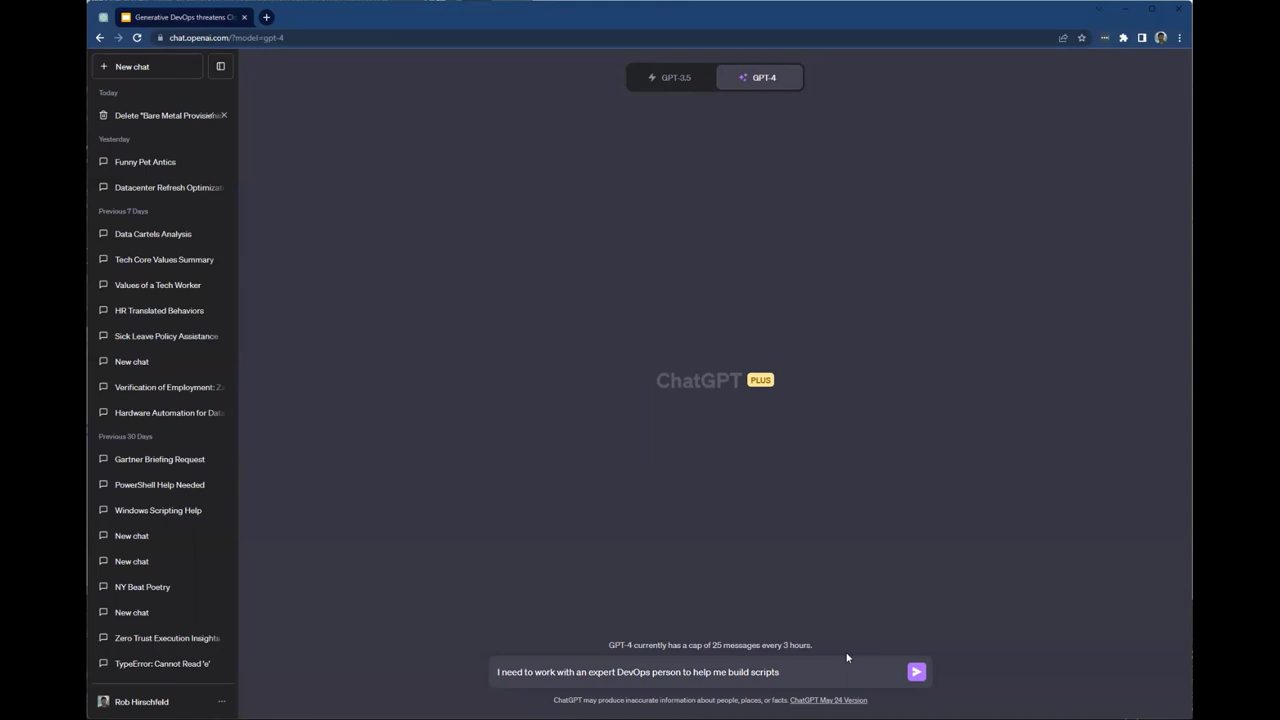 Generative DevOps threatens Ch
chat.openai.com/?model=gpt-4
New chat
GPT-3.5
GPT-4
Today
Delete "Bare Metal Provision
Yesterday
Funny Pet Antics
Datacenter Refresh Optimizat
Previous 7 Days
Data Cartels Analysis
Tech Core Values Summary
Values of a Tech Worker
HR Translated Behaviors
Sick Leave Policy Assistance
New chat
Verification of Employment: Z
Hardware Automation for Data
Previous 30 Days
Gartner Briefing Request
PowerShell Help Needed
Windows Scripting Help
New chat
New chat
NY Beat Poetry
New chat
Zero Trust Execution Insights
TypeError: Cannot Read 'e'
Rob Hirschfeld
ChatGPT PLUS
GPT-4 currently has a cap of 25 messages every 3 hours.
I need to work with an expert DevOps person to help me build scripts
ChatGPT may produce inaccurate information about people, places, or facts. ChatGPT May 24 Version